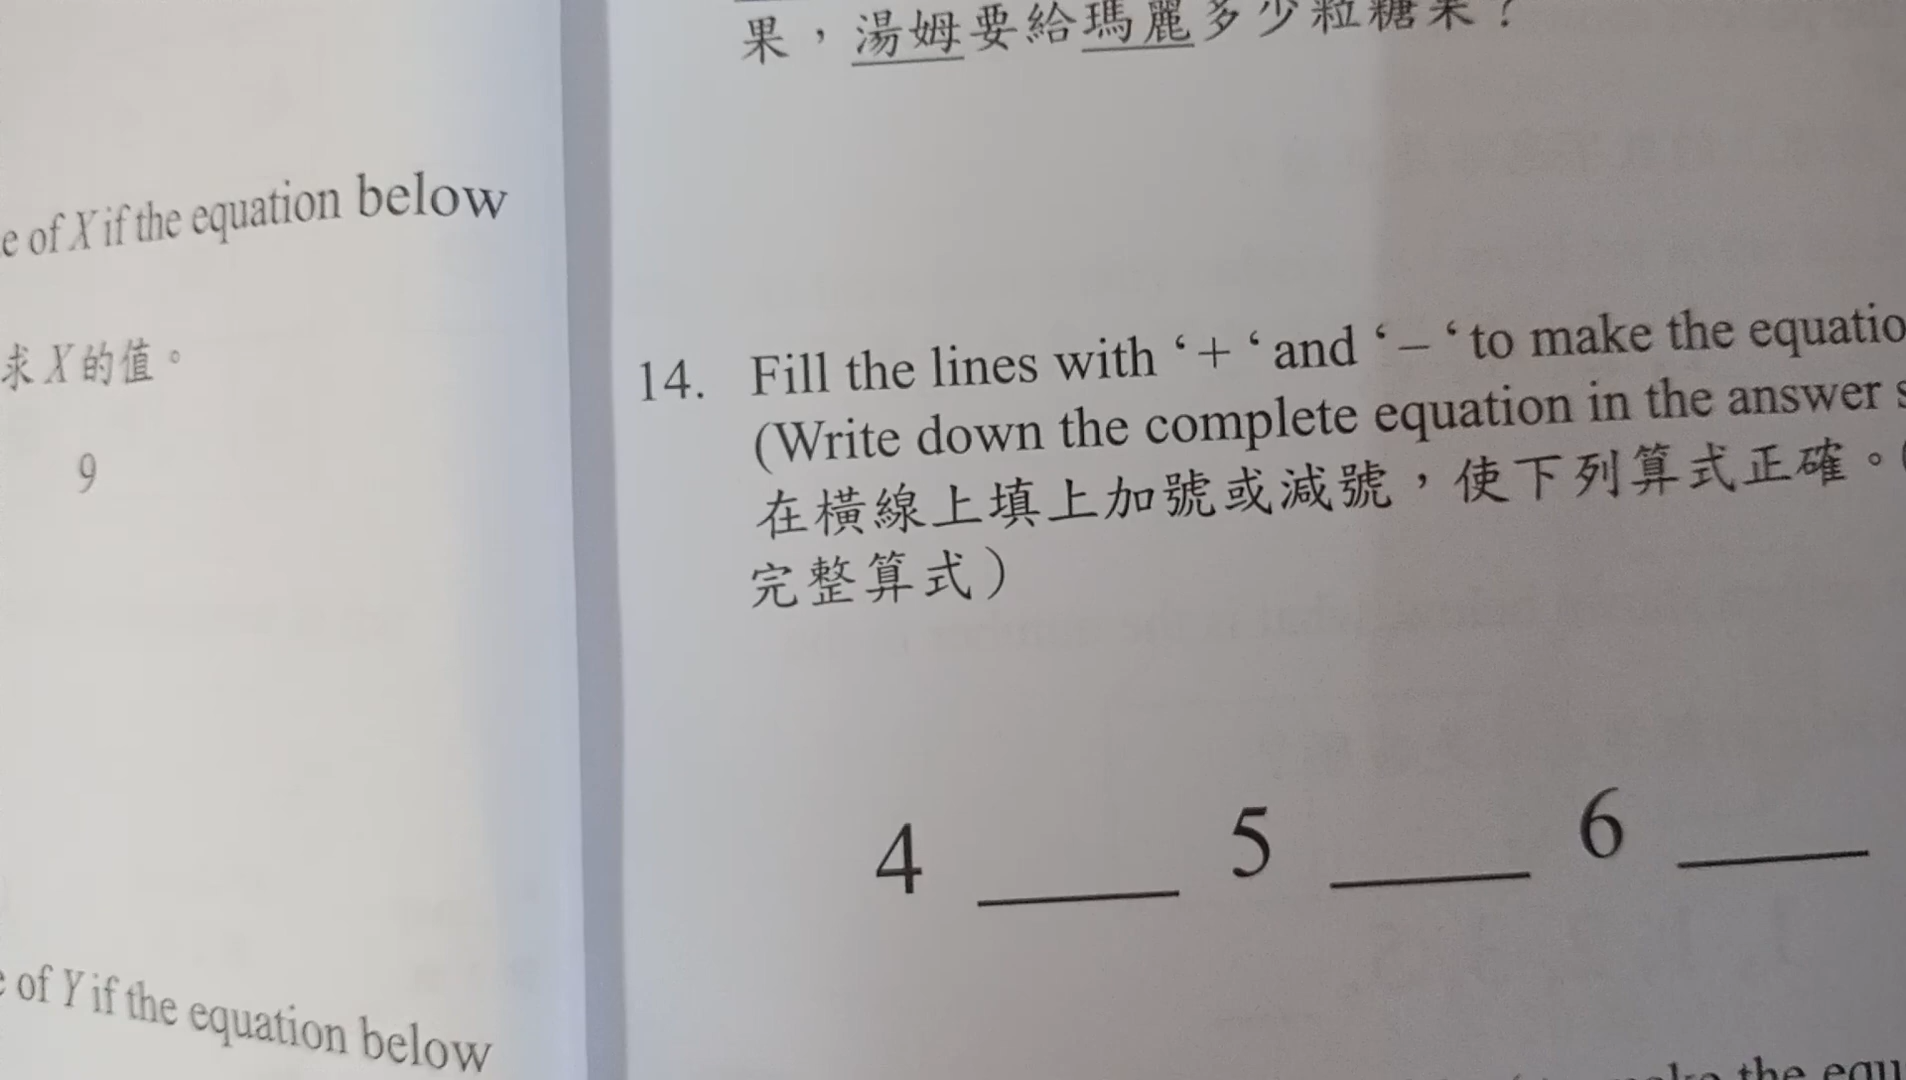 of X if the equation below
求 X 的值。
9
of Y if the equation below
果，湯姆要給瑪麗多少粒糖果？
14. Fill the lines with ‘ + ‘ and ‘ – ‘ to make the
(Write down the complete equation in the answer
在橫線上填上加號或減號，使下列算式正確。
完整算式）
4 ____ 5 ____ 6 ____
the